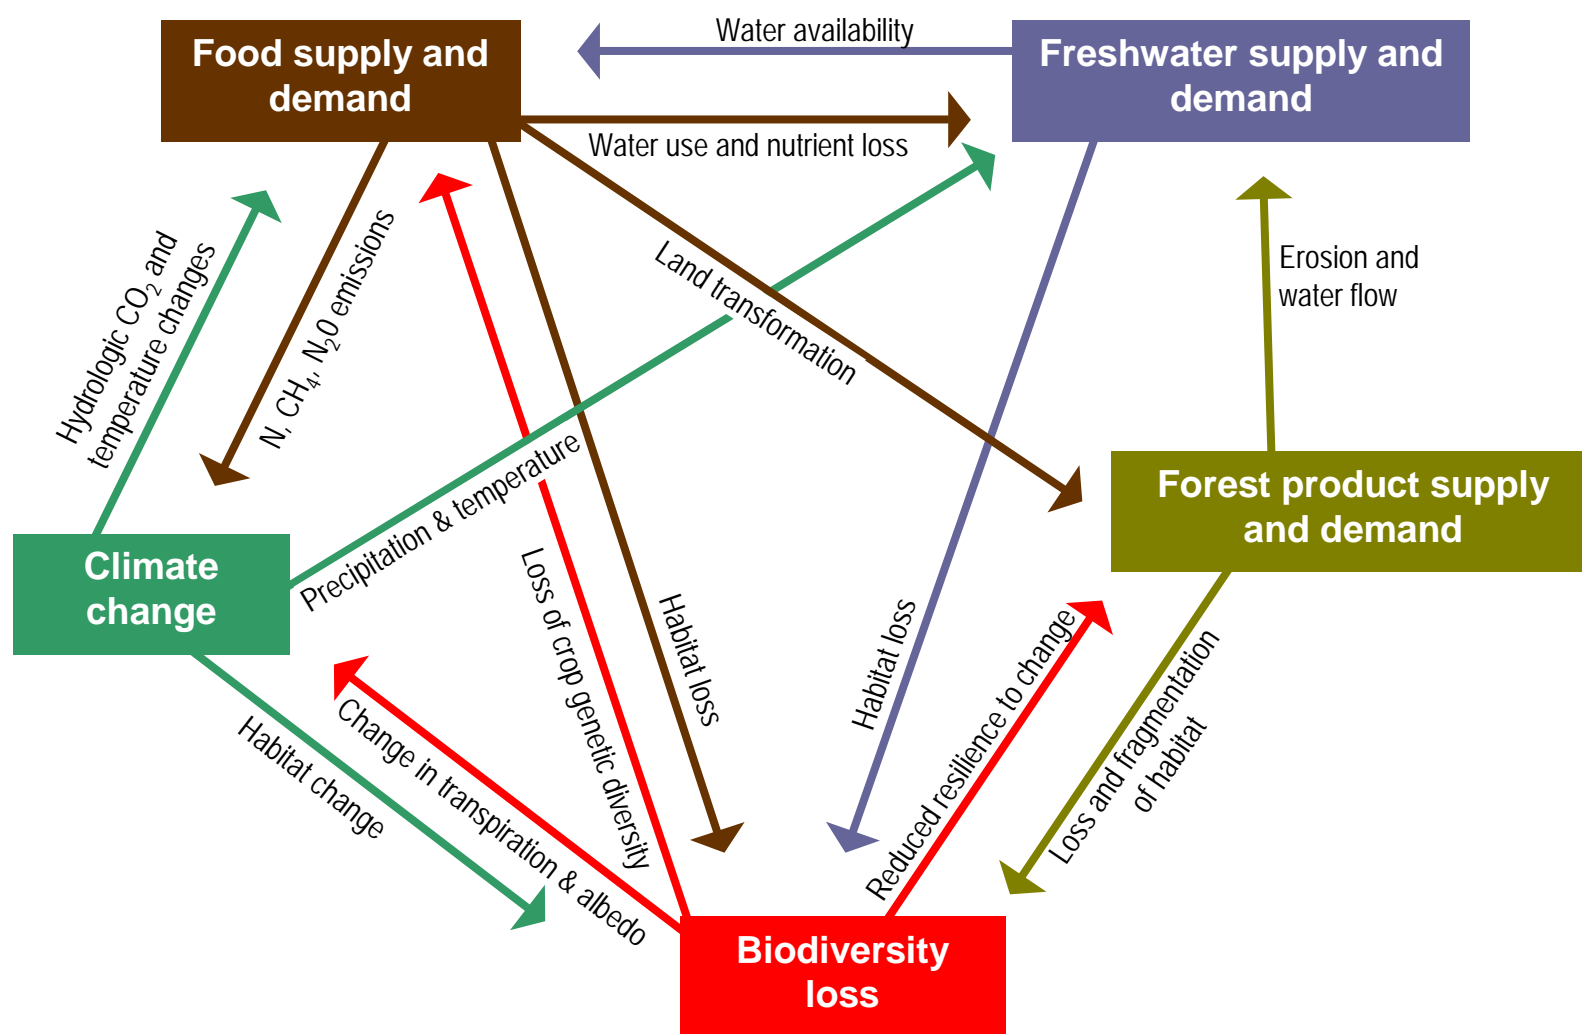 Water availability
Food supply and
demand
Freshwater supply and
demand
Water use and nutrient loss
Hydrologic CO₂ and
temperature changes
N, CH₄, N₂0 emissions
Land transformation
Erosion and
water flow
Precipitation & temperature
Forest product supply
and demand
Climate
change
Loss of crop genetic diversity
Habitat loss
Habitat loss
Reduced resilience to change
Loss and fragmentation
of habitat
Habitat change
Change in transpiration & albedo
Biodiversity
loss